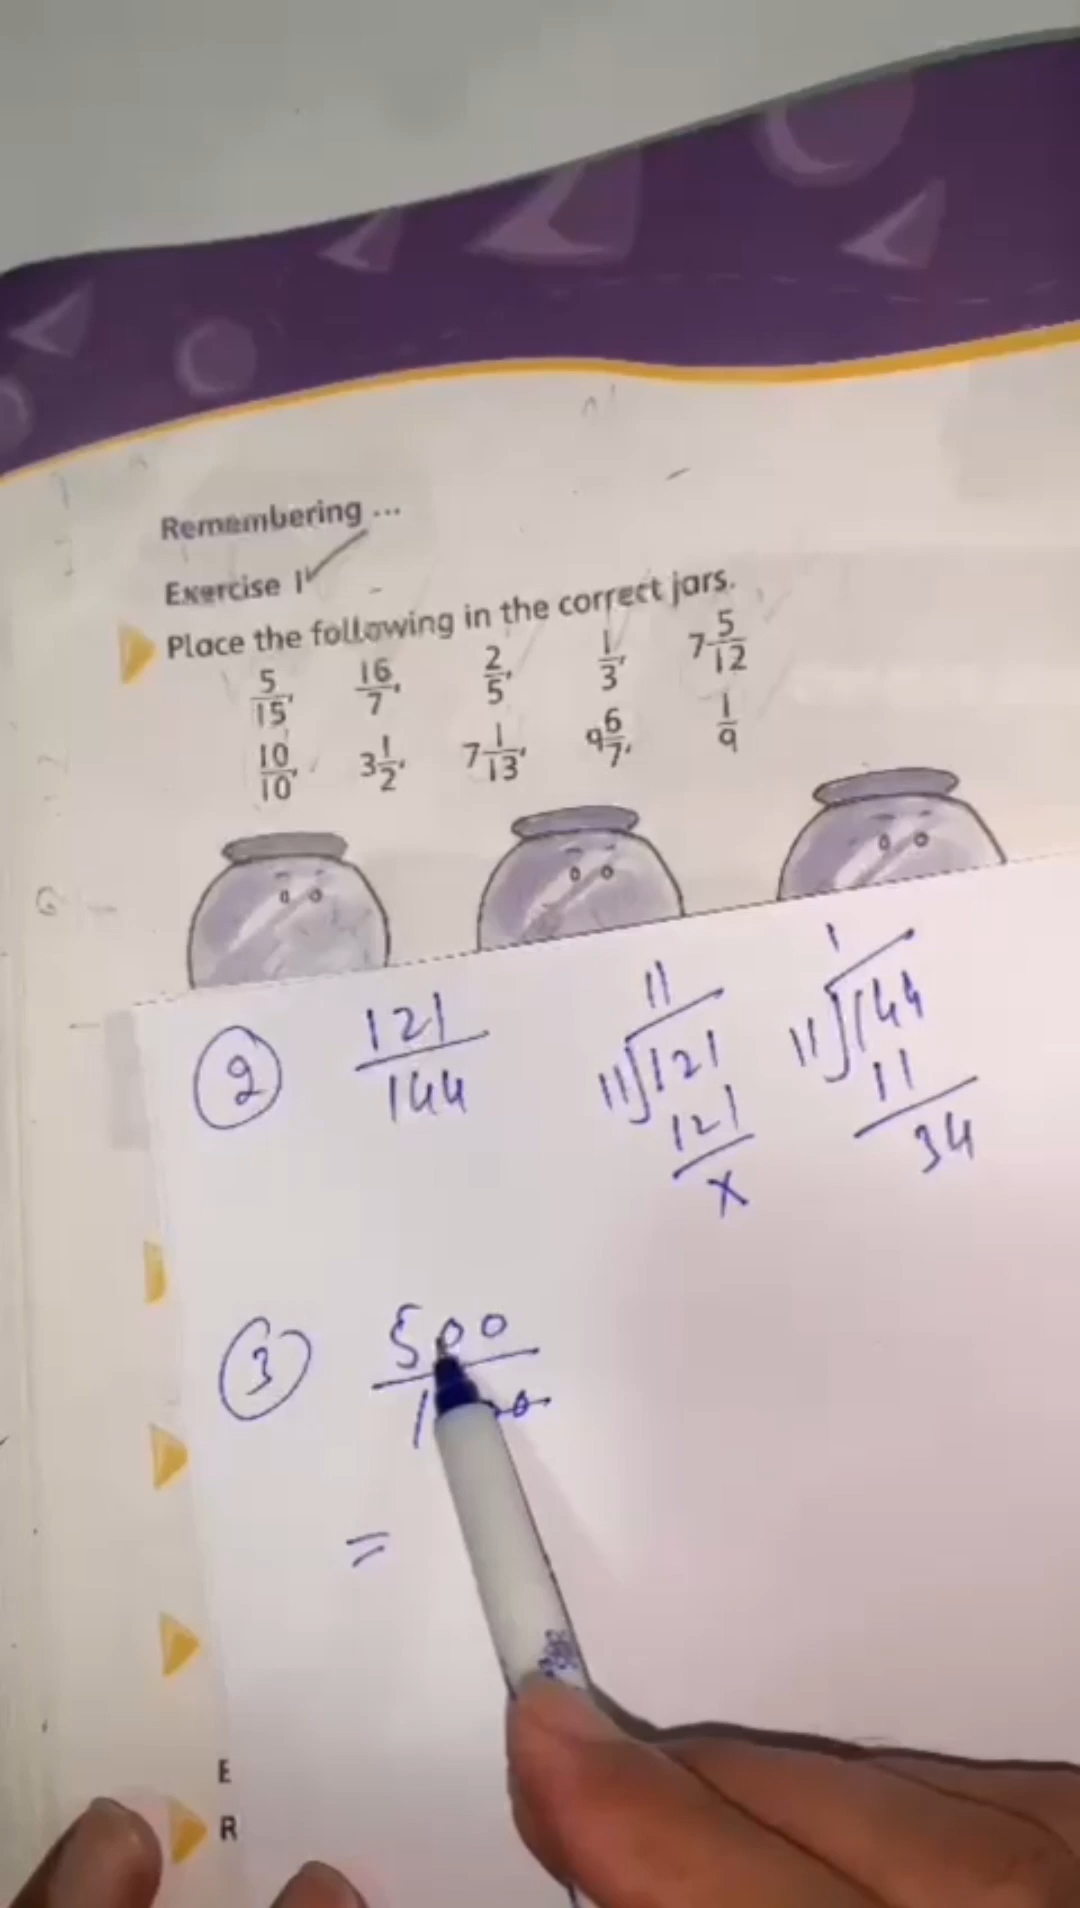 Remembering ...
Exercise 1
Place the following in the correct jars.
5/15, 16/7, 2/5, 1/3, 7 5/12
10/10, 3 1/2, 7 1/13, 9 6/7, 1/9
2 121/144
11
11)121
121
x
1
11)144
11
34
3 500/
=
E
R